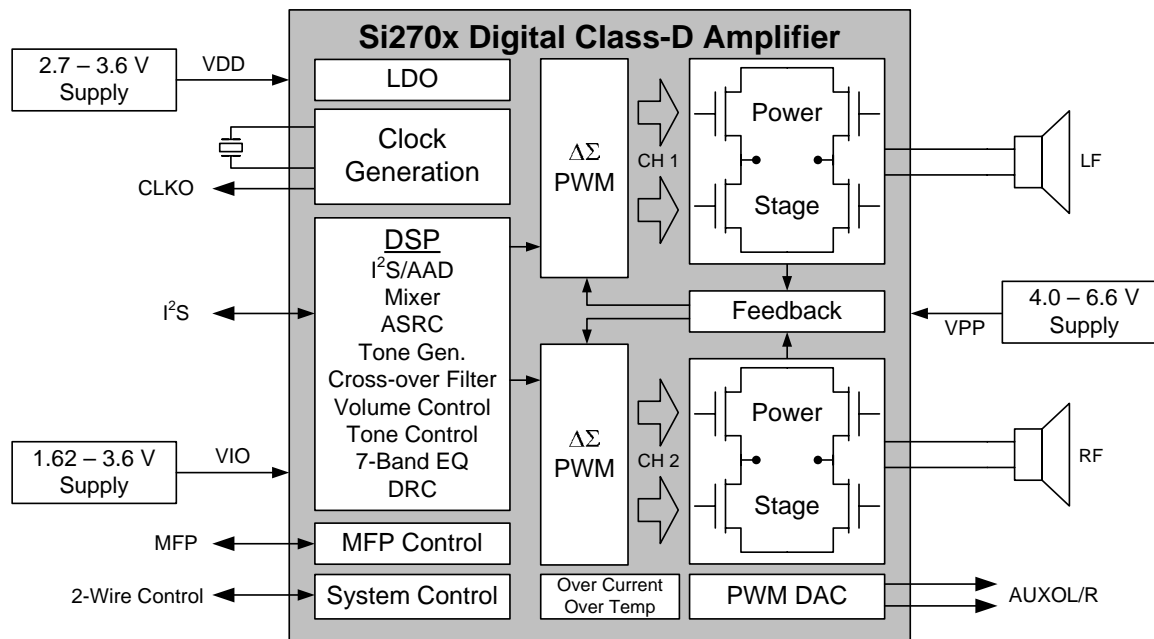 Si270x Digital Class-D Amplifier
2.7 – 3.6 V
Supply
VDD
LDO
Clock
Generation
CLKO
DSP
I²S/AAD
Mixer
ASRC
Tone Gen.
Cross-over Filter
Volume Control
Tone Control
7-Band EQ
DRC
I²S
1.62 – 3.6 V
Supply
VIO
MFP
MFP Control
2-Wire Control
System Control
ΔΣ
PWM
CH 1
Power
Stage
LF
Feedback
4.0 – 6.6 V
Supply
VPP
ΔΣ
PWM
CH 2
Power
Stage
RF
Over Current
Over Temp
PWM DAC
AUXOL/R